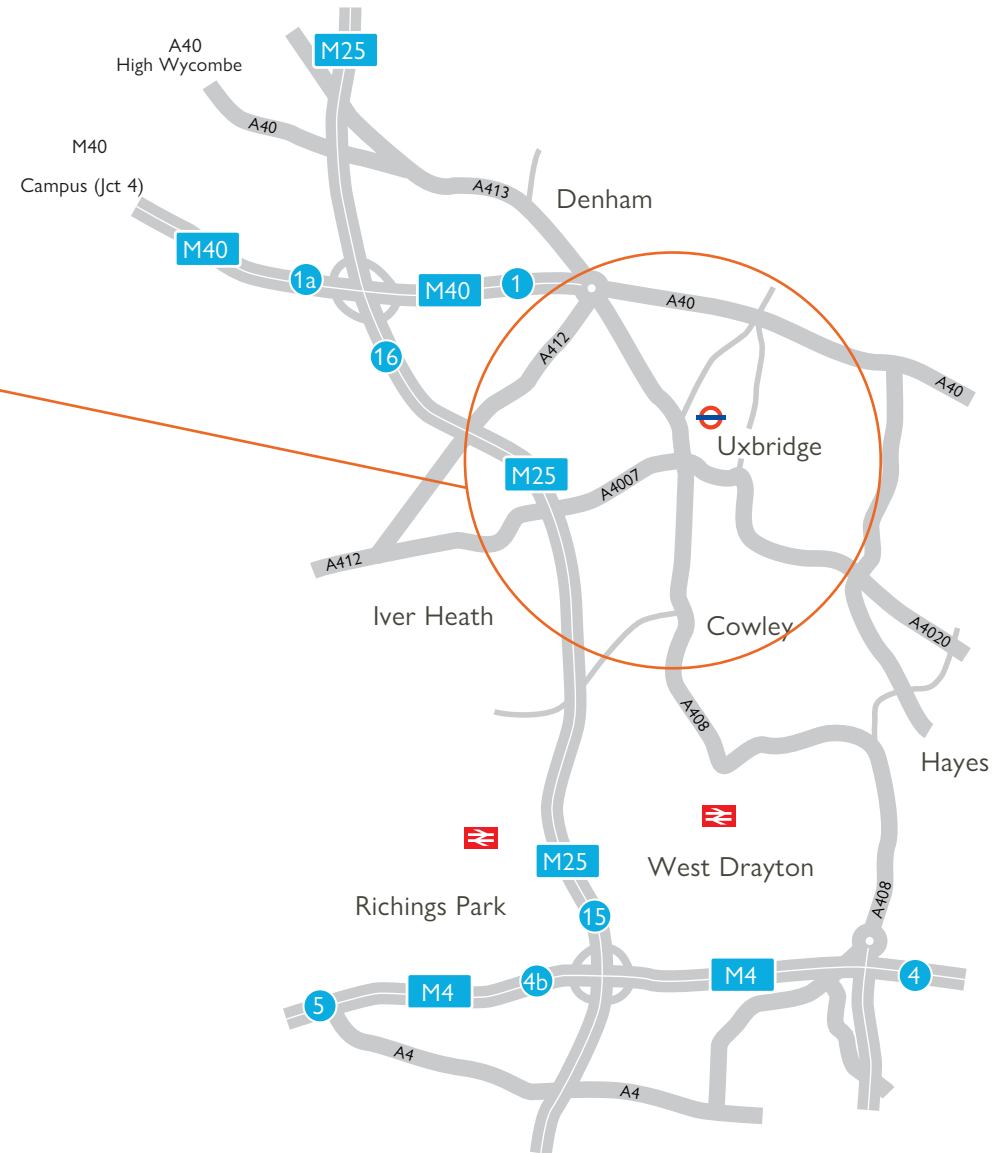 A40
High Wycombe
M25
A40
M40
Campus (Jct 4)
A413
Denham
M40
1a
M40
1
A40
16
A412
A40
Uxbridge
M25
A4007
A412
Iver Heath
Cowley
A4020
A408
Hayes
M25
West Drayton
Richings Park
15
A408
5
M4
4b
M4
4
A4
A4